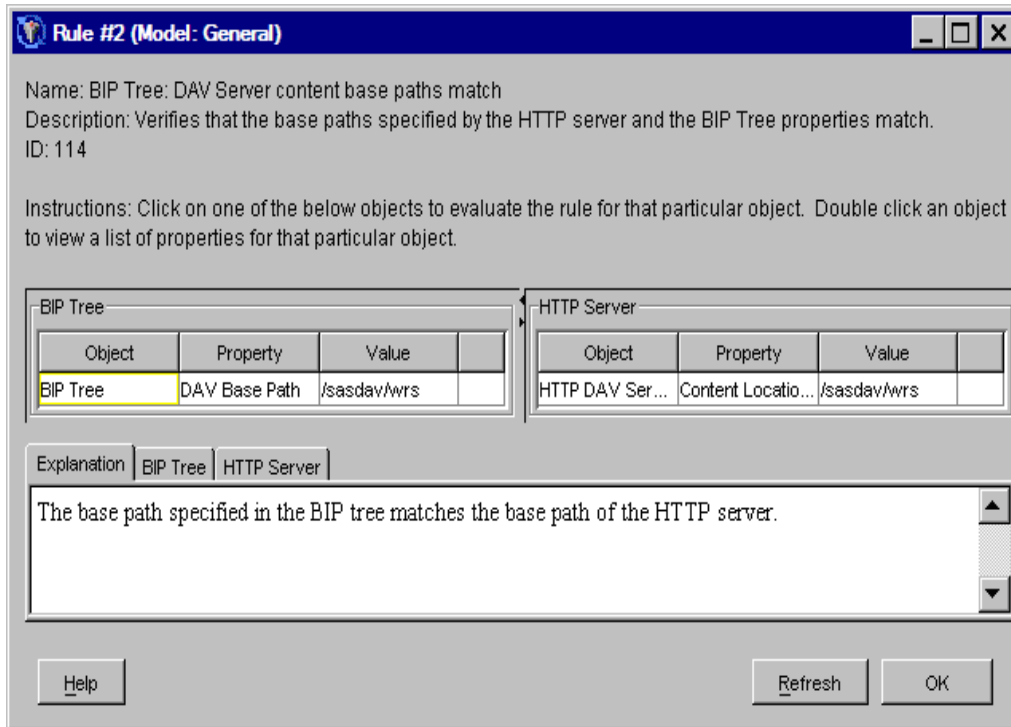 Rule #2 (Model: General)
Name: BIP Tree: DAV Server content base paths match
Description: Verifies that the base paths specified by the HTTP server and the BIP Tree properties match.
ID: 114
Instructions: Click on one of the below objects to evaluate the rule for that particular object. Double click an object
to view a list of properties for that particular object.
BIP Tree
Object Property Value
BIP Tree DAV Base Path /sasdav/wrs
HTTP Server
Object Property Value
HTTP DAV Ser... Content Locatio... /sasdav/wrs
Explanation BIP Tree HTTP Server
The base path specified in the BIP tree matches the base path of the HTTP server.
Help Refresh OK